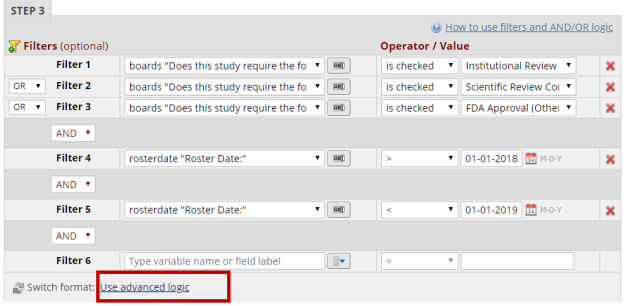 STEP 3
How to use filters and AND/OR logic
Filters (optional) Operator / Value
Filter 1 boards "Does this study require the fo is checked Institutional Review
OR Filter 2 boards "Does this study require the fo is checked Scientific Review Co
OR Filter 3 boards "Does this study require the fo is checked FDA Approval (Other
AND
Filter 4 rosterdate "Roster Date:" > 01-01-2018 M-D-Y
AND
Filter 5 rosterdate "Roster Date:" < 01-01-2019 M-D-Y
AND
Filter 6 Type variable name or field label =
Switch format: Use advanced logic